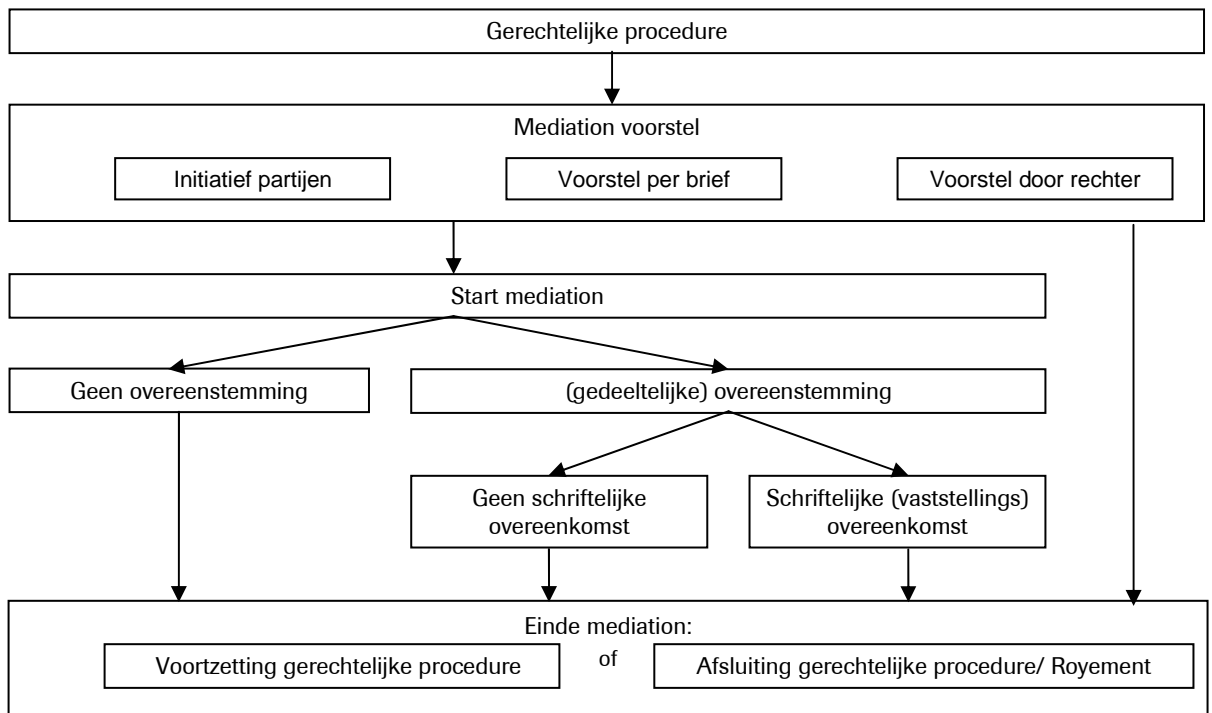 Gerechtelijke procedure
Mediation voorstel
Initiatief partijen
Voorstel per brief
Voorstel door rechter
Start mediation
Geen overeenstemming
(gedeeltelijke) overeenstemming
Geen schriftelijke
overeenkomst
Schriftelijke (vaststellings)
overeenkomst
Einde mediation:
Voortzetting gerechtelijke procedure
of
Afsluiting gerechtelijke procedure/ Royement